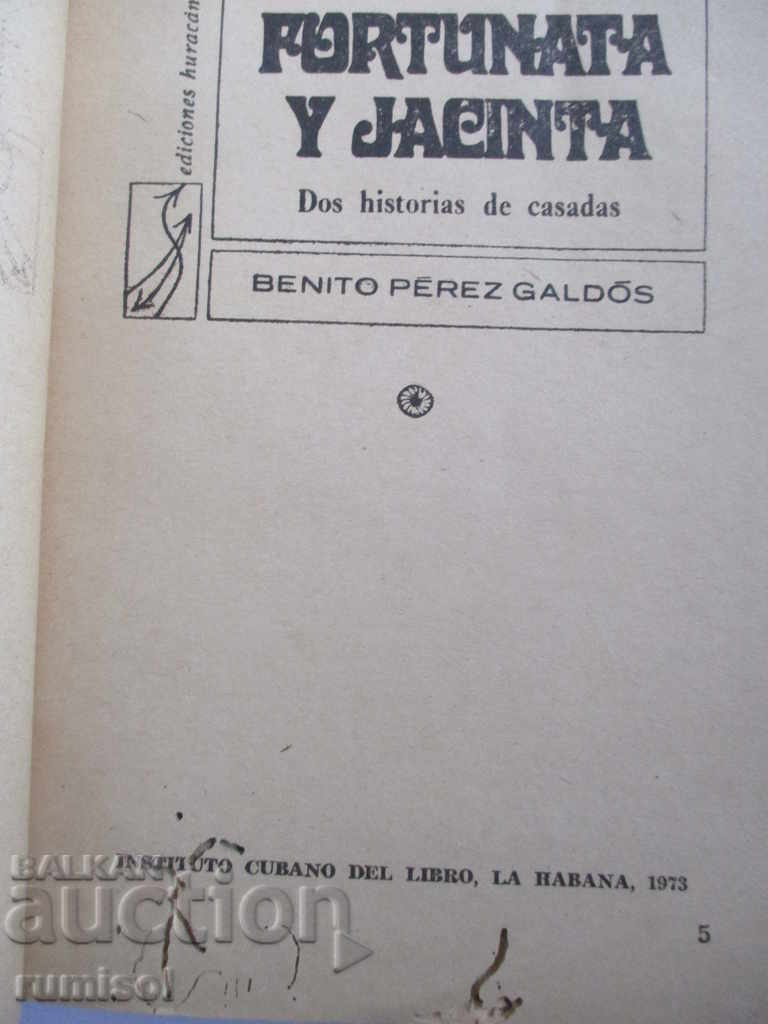 ediciones huracán
FORTUNATA
Y JACINTA
Dos historias de casadas
BENITO PÉREZ GALDÓS
INSTITUTO CUBANO DEL LIBRO, LA HABANA, 1973
5
BALKAN
auction
rumisol